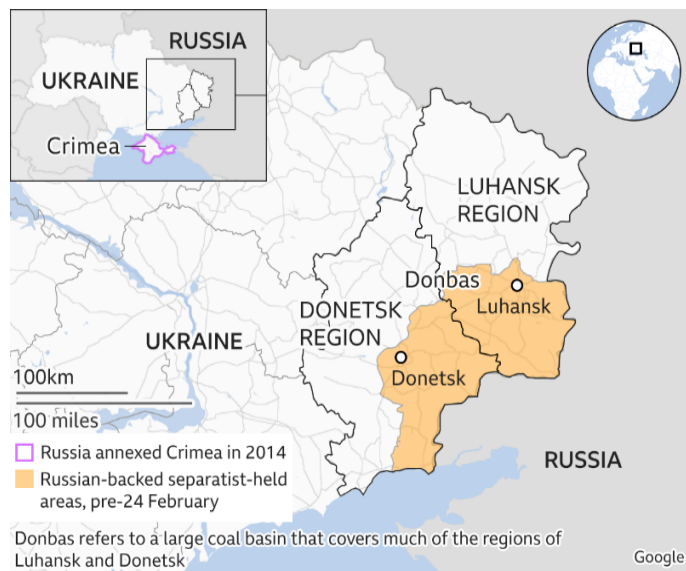 RUSSIA
UKRAINE
Crimea
LUHANSK
REGION
Donbas
Luhansk
DONETSK
REGION
UKRAINE
Donetsk
100km
100 miles
RUSSIA
Russia annexed Crimea in 2014
Russian-backed separatist-held
areas, pre-24 February
Donbas refers to a large coal basin that covers much of the regions of
Luhansk and Donetsk
Google